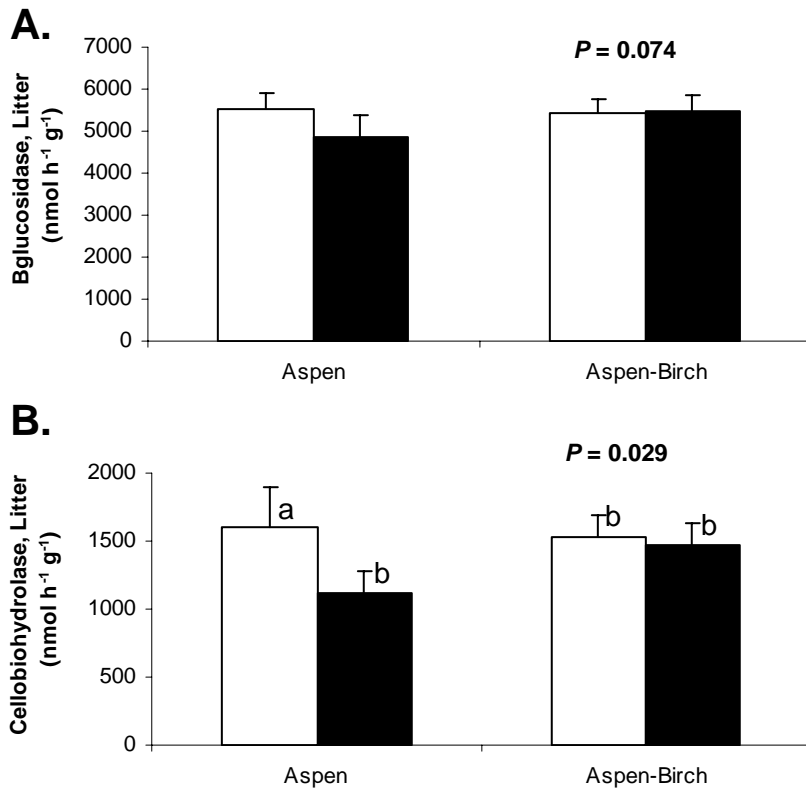 A.
P = 0.074
Bglucosidase, Litter
(nmol h⁻¹ g⁻¹)
7000
6000
5000
4000
3000
2000
1000
0
Aspen
Aspen-Birch
B.
P = 0.029
Cellobiohydrolase, Litter
(nmol h⁻¹ g⁻¹)
2000
1500
1000
500
0
a
b
b
b
Aspen
Aspen-Birch